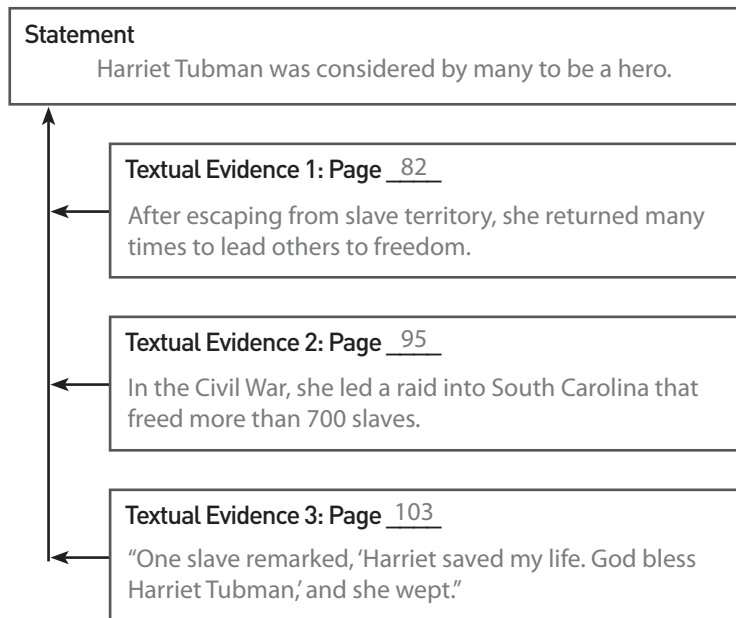 Statement
Harriet Tubman was considered by many to be a hero.
Textual Evidence 1: Page 82
After escaping from slave territory, she returned many
times to lead others to freedom.
Textual Evidence 2: Page 95
In the Civil War, she led a raid into South Carolina that
freed more than 700 slaves.
Textual Evidence 3: Page 103
“One slave remarked, ‘Harriet saved my life. God bless
Harriet Tubman,’ and she wept.”